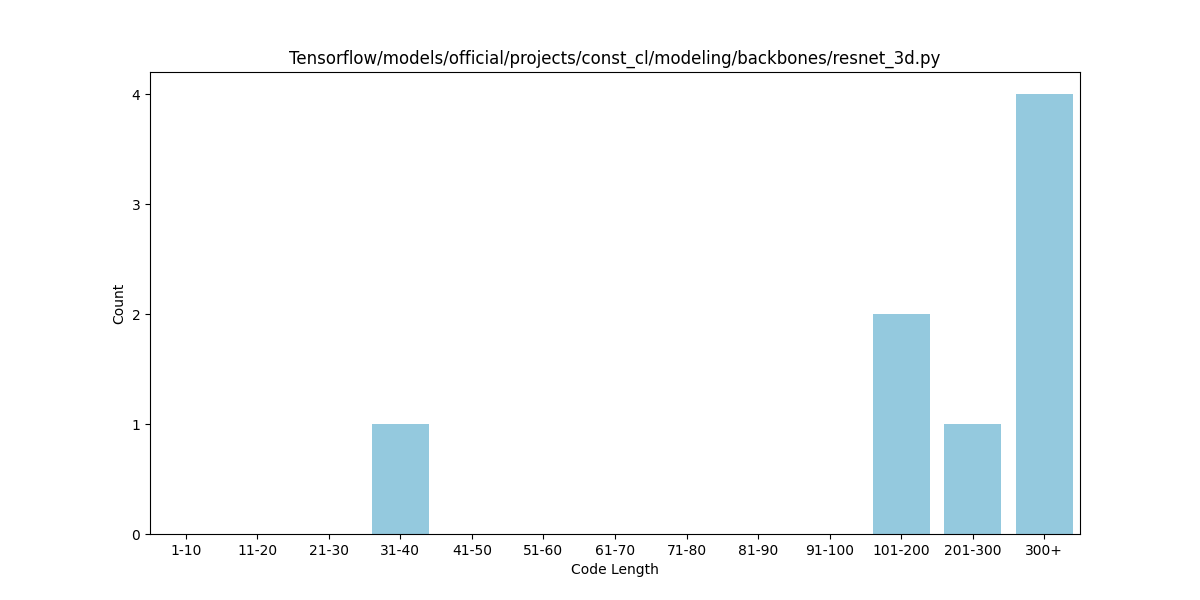 Tensorflow/models/official/projects/const_cl/modeling/backbones/resnet_3d.py
4
3
2
1
0
Count
1-10 11-20 21-30 31-40 41-50 51-60 61-70 71-80 81-90 91-100 101-200 201-300 300+
Code Length